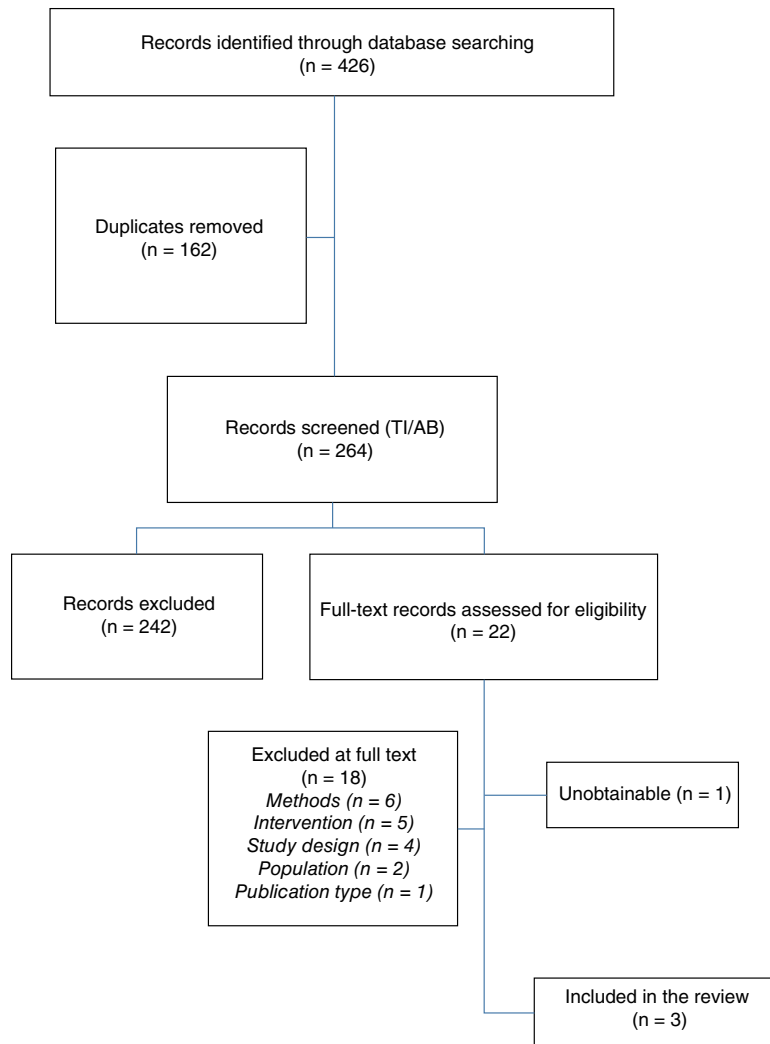 Records identified through database searching
(n = 426)
Duplicates removed
(n = 162)
Records screened (TI/AB)
(n = 264)
Records excluded
(n = 242)
Full-text records assessed for eligibility
(n = 22)
Excluded at full text
(n = 18)
Methods (n = 6)
Intervention (n = 5)
Study design (n = 4)
Population (n = 2)
Publication type (n = 1)
Unobtainable (n = 1)
Included in the review
(n = 3)